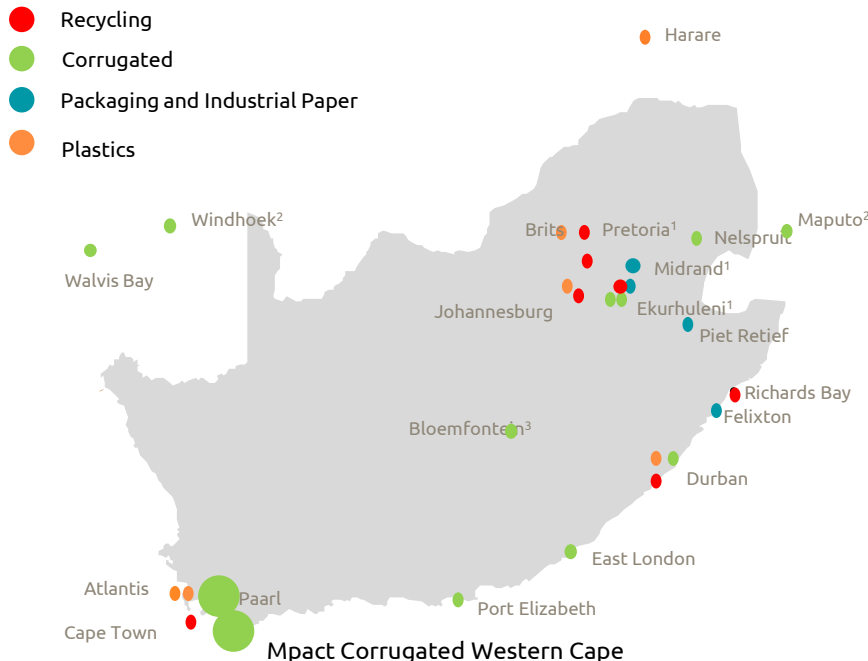 Recycling
Corrugated
Packaging and Industrial Paper
Plastics
Harare
Windhoek²
Walvis Bay
Brits
Pretoria¹
Nelspruit
Maputo²
Midrand¹
Johannesburg
Ekurhuleni¹
Piet Retief
Richards Bay
Felixton
Bloemfontein³
Durban
East London
Atlantis
Paarl
Port Elizabeth
Cape Town
Mpact Corrugated Western Cape